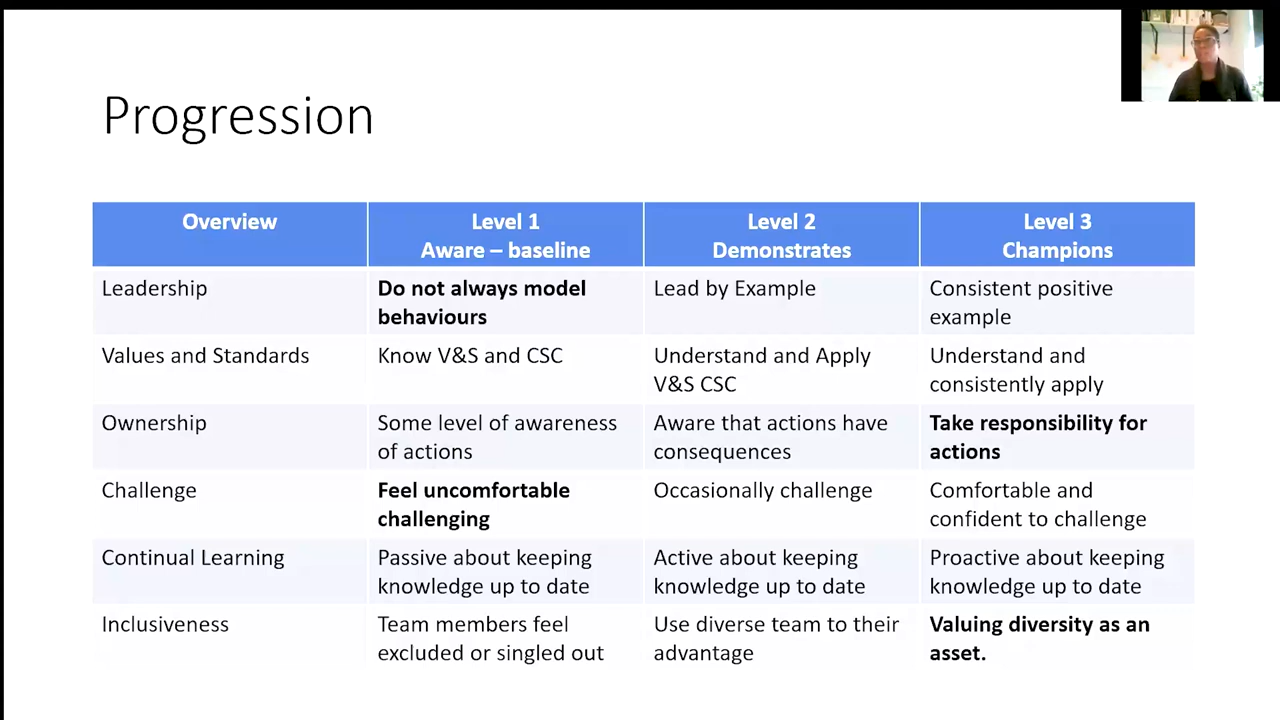 Progression
Overview
Level 1
Aware – baseline
Level 2
Demonstrates
Level 3
Champions
Leadership
Do not always model
behaviours
Lead by Example
Consistent positive
example
Values and Standards
Know V&S and CSC
Understand and Apply
V&S CSC
Understand and
consistently apply
Ownership
Some level of awareness
of actions
Aware that actions have
consequences
Take responsibility for
actions
Challenge
Feel uncomfortable
challenging
Occasionally challenge
Comfortable and
confident to challenge
Continual Learning
Passive about keeping
knowledge up to date
Active about keeping
knowledge up to date
Proactive about keeping
knowledge up to date
Inclusiveness
Team members feel
excluded or singled out
Use diverse team to their
advantage
Valuing diversity as an
asset.